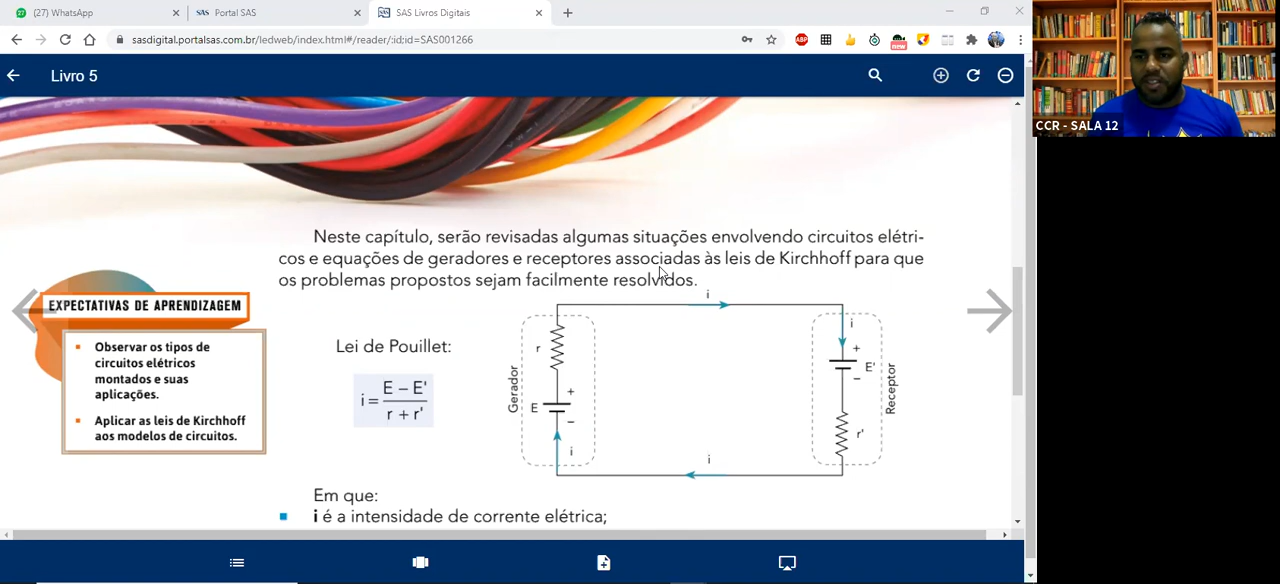 (27) WhatsApp
SAS Portal SAS
SAS SAS Livros Digitais
sasdigital.portalsas.com.br/ledweb/index.html#/reader/:id;id=SAS001266
ABP
new
Livro 5
CCR - SALA 12
Neste capítulo, serão revisadas algumas situações envolvendo circuitos elétri-
cos e equações de geradores e receptores associadas às leis de Kirchhoff para que
os problemas propostos sejam facilmente resolvidos.
EXPECTATIVAS DE APRENDIZAGEM
Observar os tipos de
circuitos elétricos
montados e suas
aplicações.
Aplicar as leis de Kirchhoff
aos modelos de circuitos.
Lei de Pouillet:
i = E – E'
r + r'
i
r
Gerador
+
E
–
i
i
+
E'
–
Receptor
r'
i
Em que:
i é a intensidade de corrente elétrica;